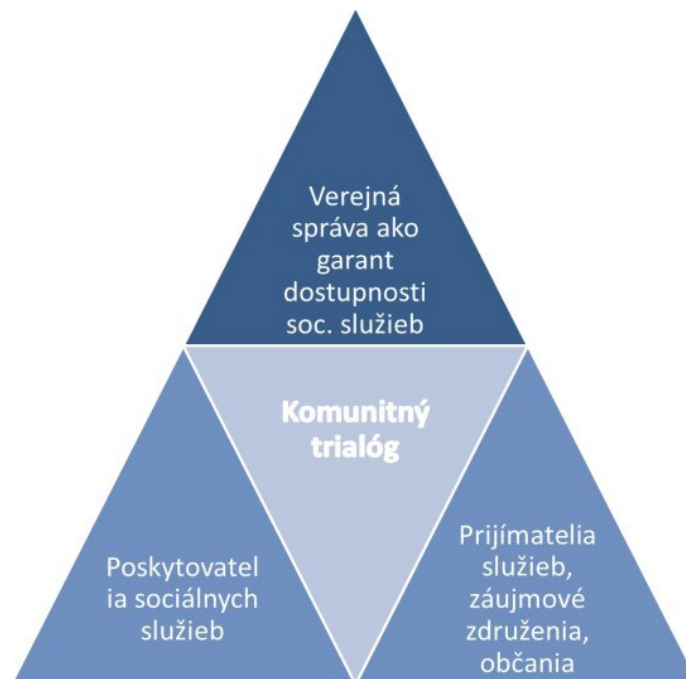 Verejná
správa ako
garant
dostupnosti
soc. služieb
Komunitný
trialóg
Poskytovatel
ia sociálnych
služieb
Prijímatelia
služieb,
záujmové
združenia,
občania